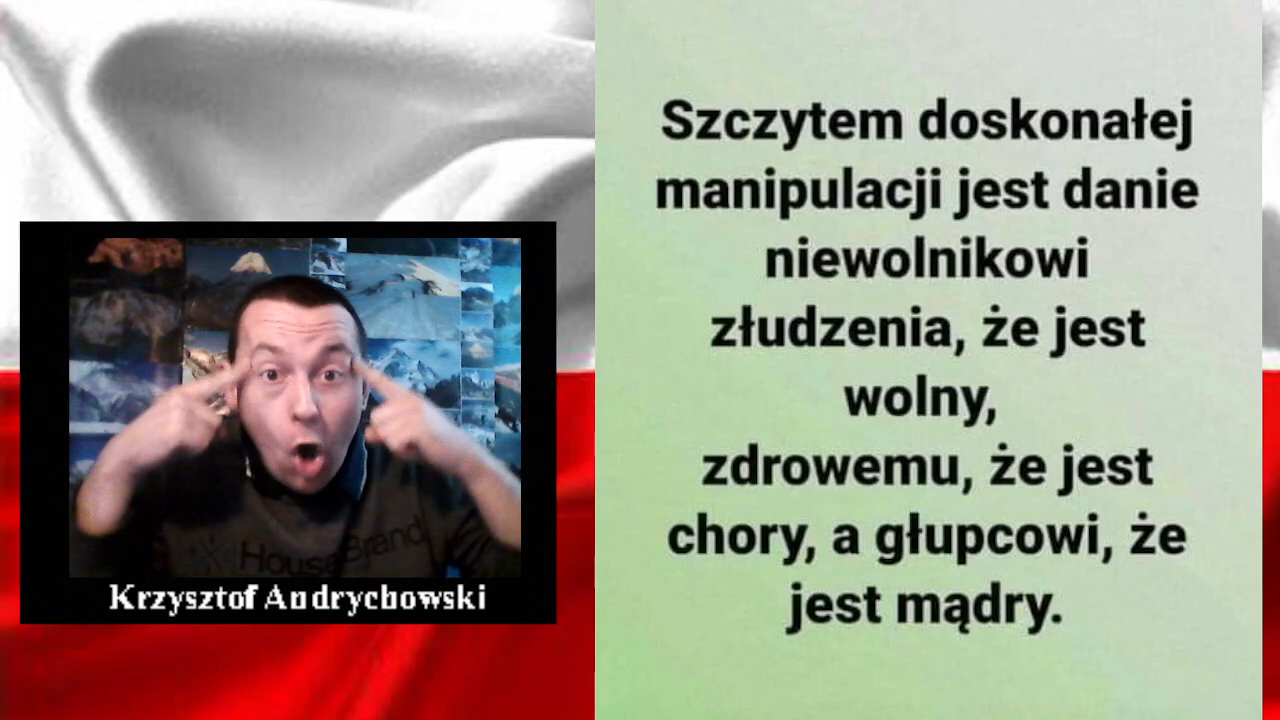 HouseBrand
Krzysztof Andrychowski
Szczytem doskonałej
manipulacji jest danie
niewolnikowi
złudzenia, że jest
wolny,
zdrowemu, że jest
chory, a głupcowi, że
jest mądry.